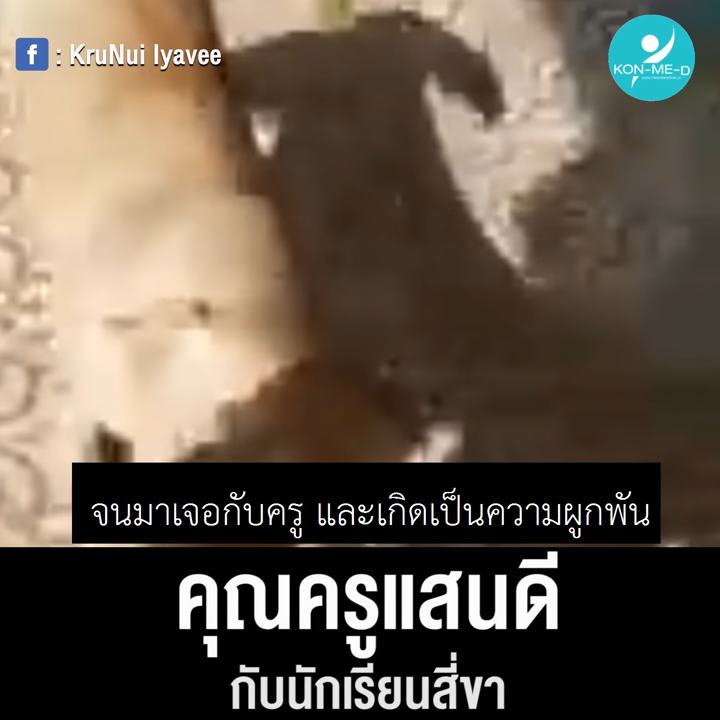 f : KruNui Iyavee
KON-ME-D
จนมาเจอกับครู และเกิดเป็นความผูกพัน
คุณครูแสนดี
กับนักเรียนสี่ขา